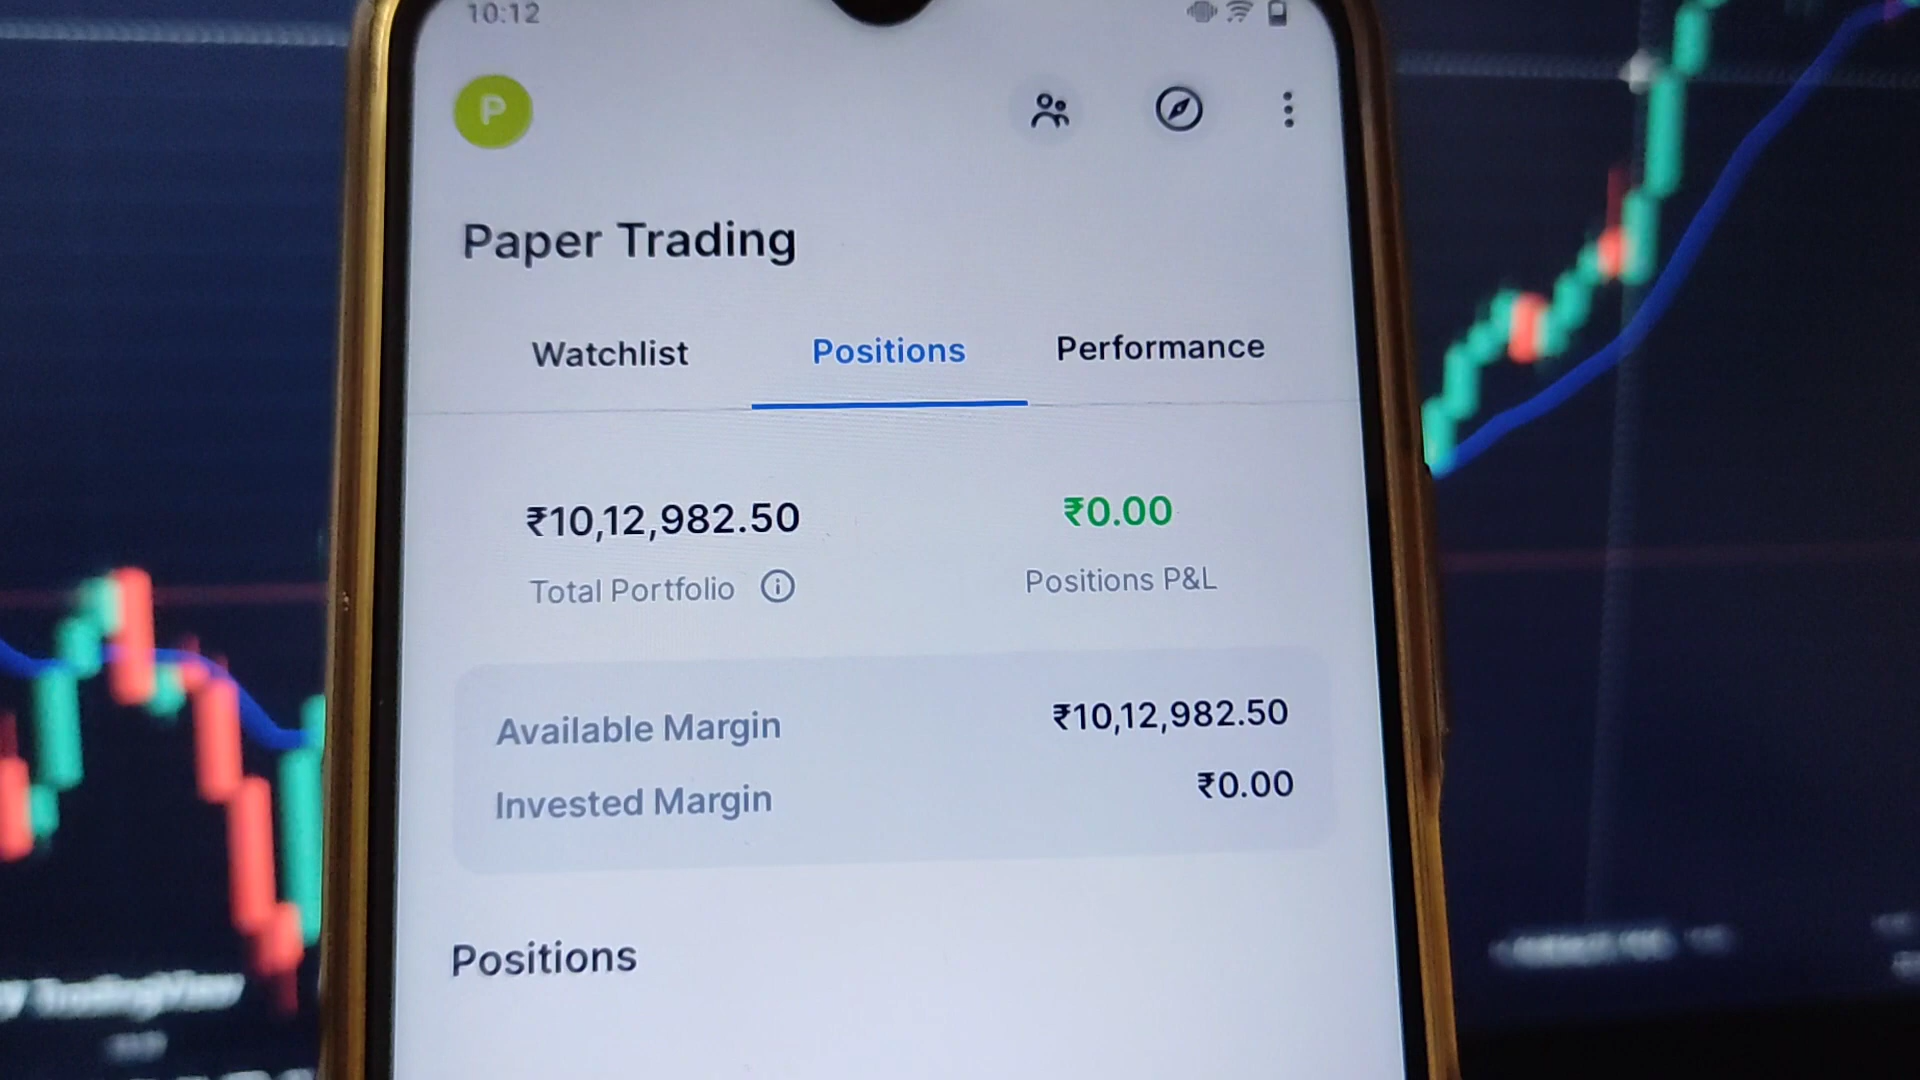 10:12
P
Paper Trading
Watchlist Positions Performance
₹10,12,982.50 ₹0.00
Total Portfolio Positions P&L
Available Margin ₹10,12,982.50
Invested Margin ₹0.00
Positions
TradingView